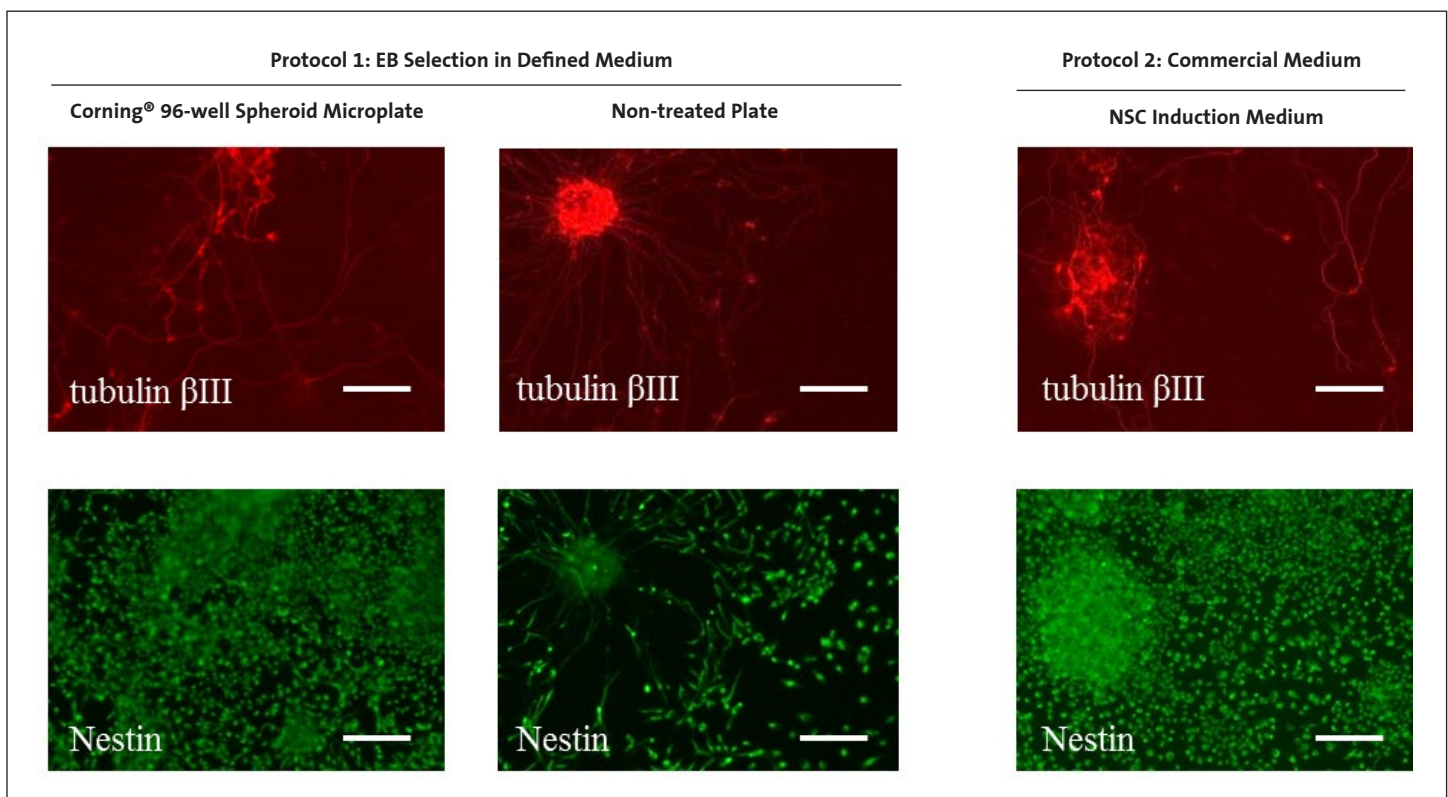 Protocol 1: EB Selection in Defined Medium
Protocol 2: Commercial Medium
Corning® 96-well Spheroid Microplate
Non-treated Plate
NSC Induction Medium
tubulin βIII
tubulin βIII
tubulin βIII
Nestin
Nestin
Nestin